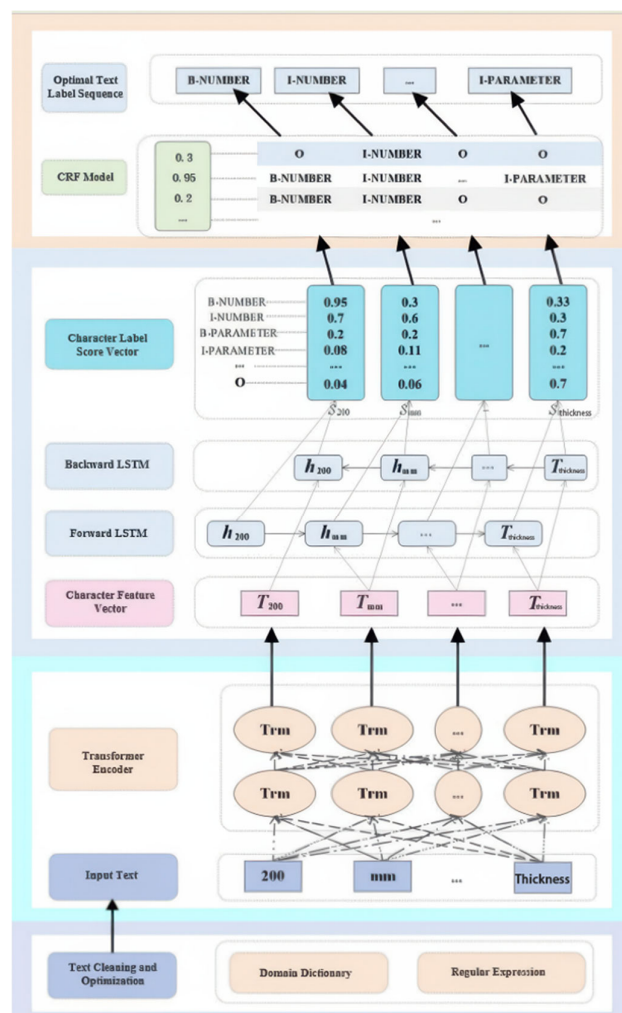 Optimal Text
Label Sequence
B-NUMBER I-NUMBER ... I-PARAMETER
CRF Model
0.3 O I-NUMBER O O
0.95 B-NUMBER I-NUMBER ... I-PARAMETER
0.2 B-NUMBER I-NUMBER O O
... ...
Character Label
Score Vector
B-NUMBER 0.95 0.3 0.33
I-NUMBER 0.7 0.6 0.3
B-PARAMETER 0.2 0.2 ... 0.7
I-PARAMETER 0.08 0.11 0.2
... ... ... ...
O 0.04 0.06 0.7
S200 Smm ... Sthickness
Backward LSTM
h200 hmm ... Tthickness
Forward LSTM
h200 hmm ... Tthickness
Character Feature
Vector
T200 Tmm ... Tthickness
Transformer
Encoder
Trm Trm ... Trm
Trm Trm ... Trm
Input Text
200 mm ... Thickness
Text Cleaning and
Optimization
Domain Dictionary Regular Expression